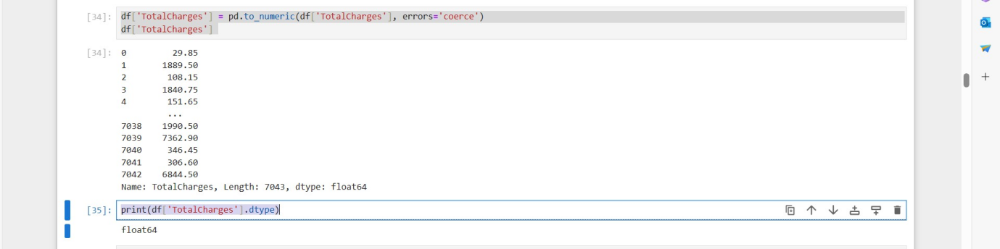 [34]: df['TotalCharges'] = pd.to_numeric(df['TotalCharges'], errors='coerce')
df['TotalCharges']
[34]: 0 29.85
1 1889.50
2 108.15
3 1840.75
4 151.65
...
7038 1990.50
7039 7362.90
7040 346.45
7041 306.60
7042 6844.50
Name: TotalCharges, Length: 7043, dtype: float64
[35]: print(df['TotalCharges'].dtype)
float64